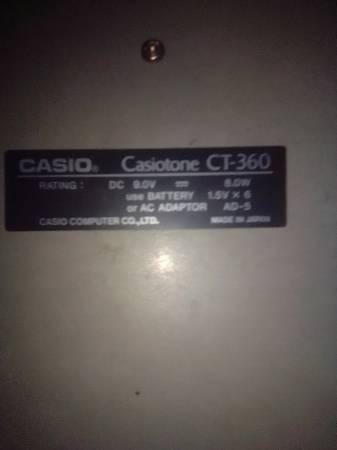 CASIO® Casiotone CT-360
RATING: DC 9.0V ⎓ 8.0W
use BATTERY 1.5V × 6
or AC ADAPTOR AD-5
CASIO COMPUTER CO.,LTD. MADE IN JAPAN